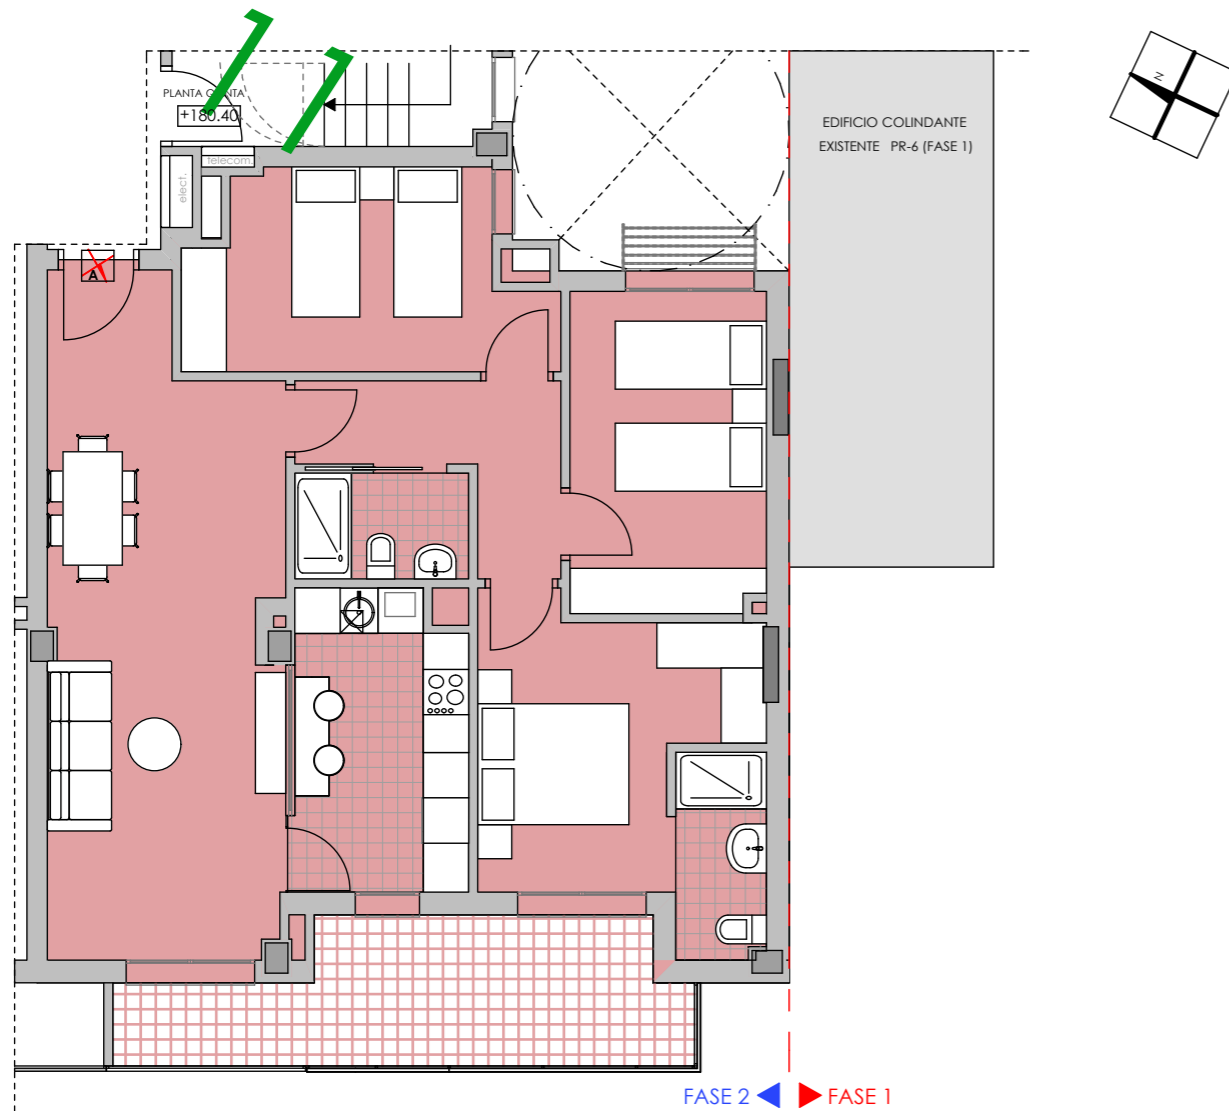 PLANTA QUINTA
+180.40
telecom.
elect.
A
N
EDIFICIO COLINDANTE
EXISTENTE PR-6 (FASE 1)
FASE 2
FASE 1